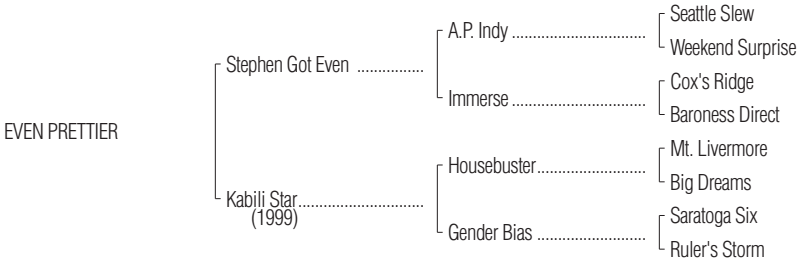 Seattle Slew
A.P. Indy ................................
Weekend Surprise
Stephen Got Even ................
Cox's Ridge
Immerse ................................
Baroness Direct
EVEN PRETTIER
Mt. Livermore
Housebuster..........................
Big Dreams
Kabili Star..............................
(1999)
Saratoga Six
Gender Bias ..........................
Ruler's Storm